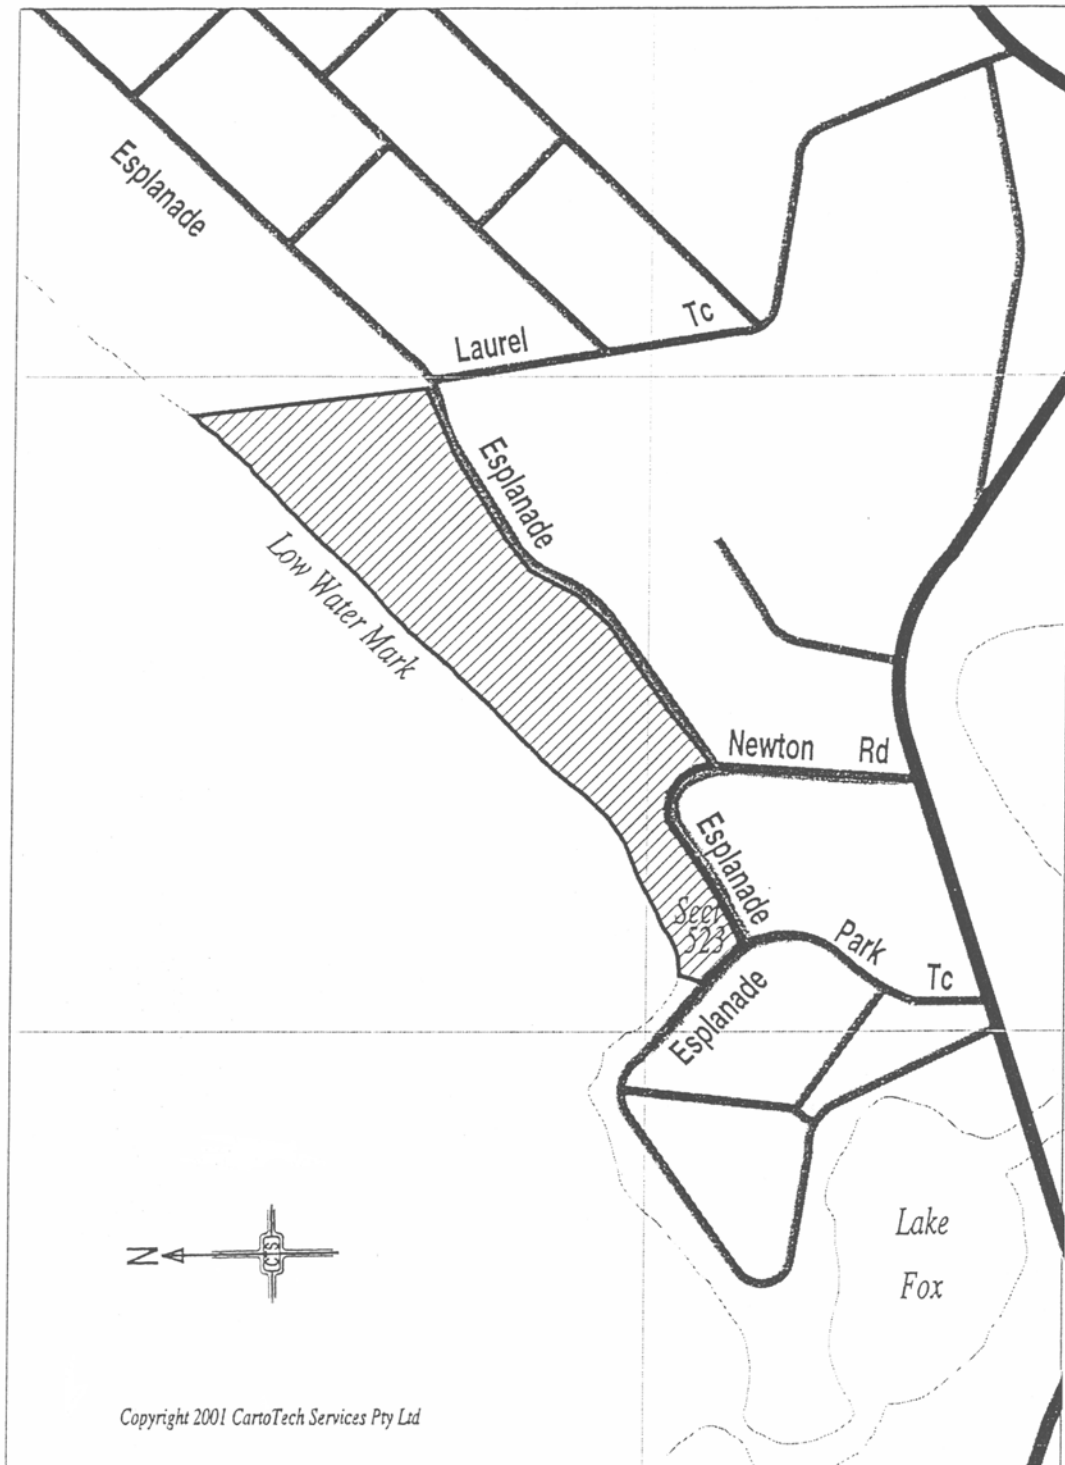 Esplanade
Laurel Tc
Esplanade
Low Water Mark
Newton Rd
Esplanade
523
Park Tc
Esplanade
Lake
Fox
N
CTS
Copyright 2001 CartoTech Services Pty Ltd